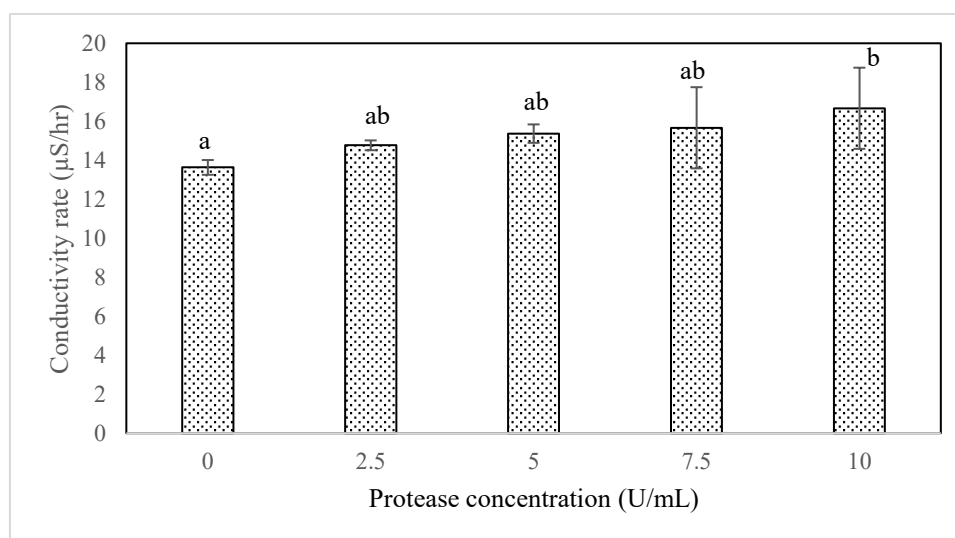 20
18
16
14
12
10
8
6
4
2
0
Conductivity rate (µS/hr)
a
ab
ab
ab
b
0 2.5 5 7.5 10
Protease concentration (U/mL)